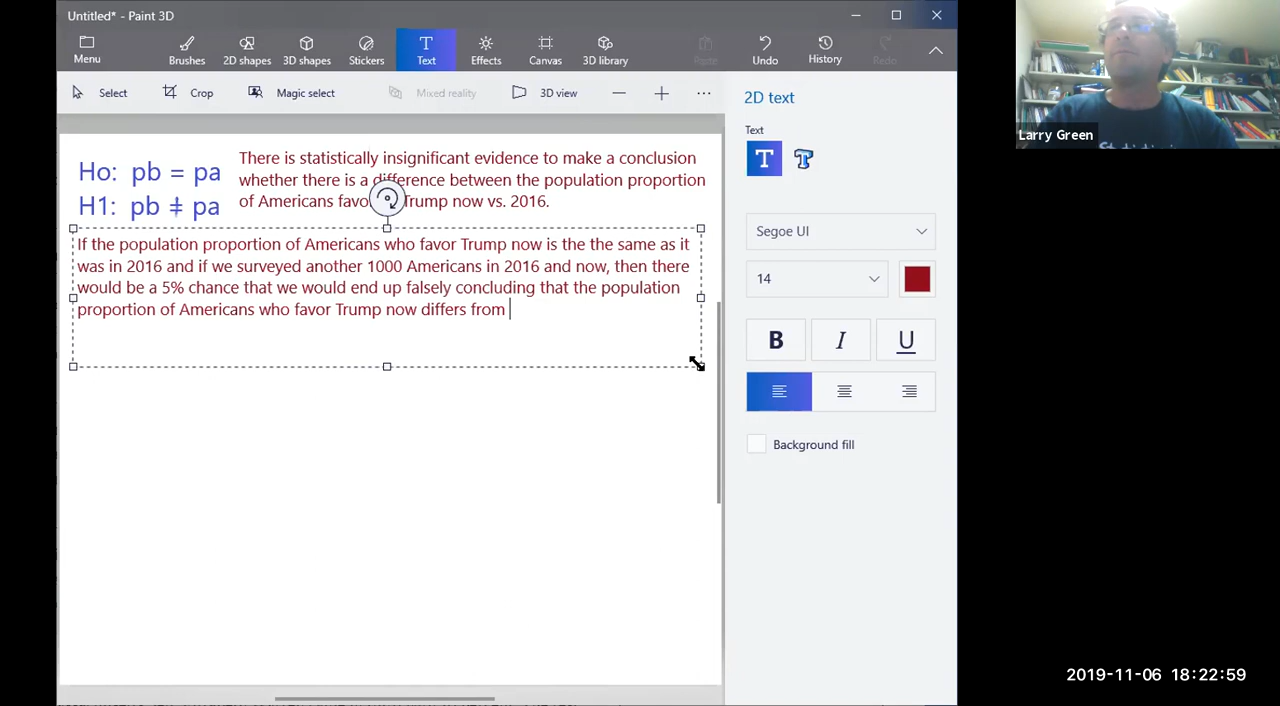 Untitled* - Paint 3D
Menu
Brushes
2D shapes
3D shapes
Stickers
Text
Effects
Canvas
3D library
Paste
Undo
History
Redo
Select
Crop
Magic select
Mixed reality
3D view
2D text
Text
Segoe UI
14
B I U
Background fill
Ho: pb = pa
H1: pb ‡ pa
There is statistically insignificant evidence to make a conclusion
whether there is a difference between the population proportion
of Americans Trump now vs. 2016.
If the population proportion of Americans who favor Trump now is the the same as it
was in 2016 and if we surveyed another 1000 Americans in 2016 and now, then there
would be a 5% chance that we would end up falsely concluding that the population
proportion of Americans who favor Trump now differs from
Larry Green
2019-11-06 18:22:59